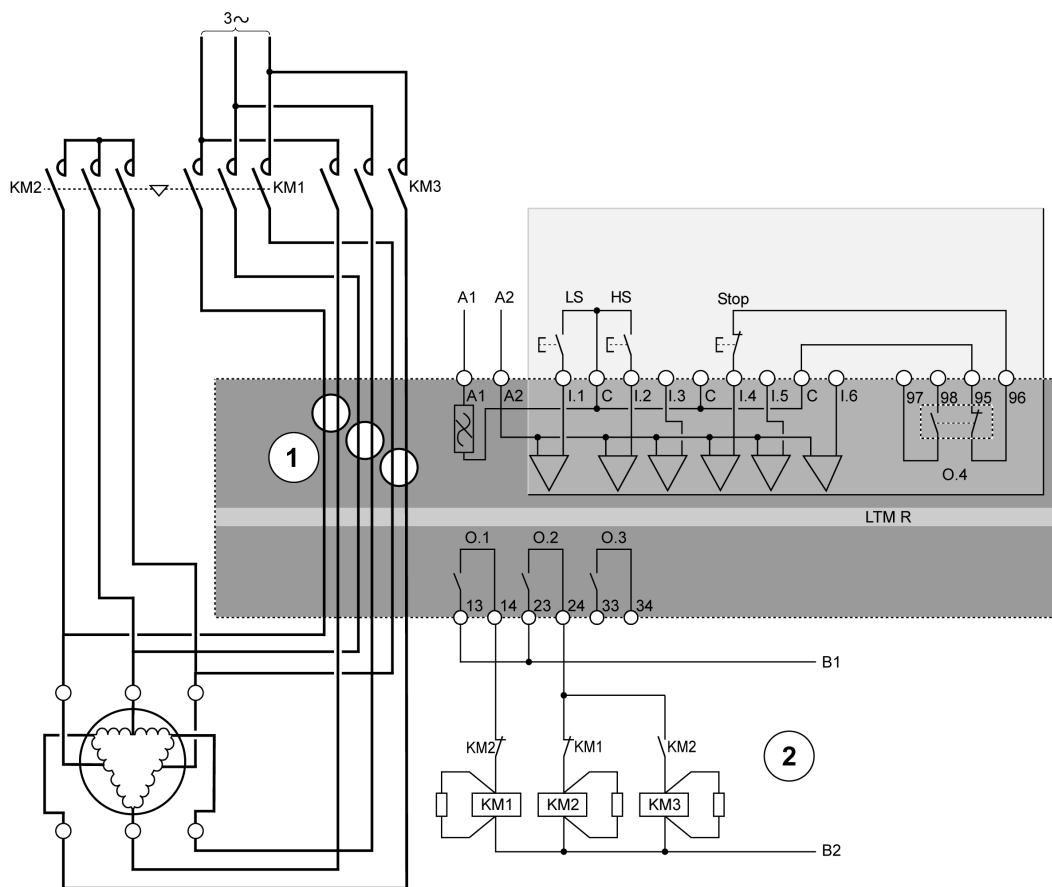 3~
KM2
KM1
KM3
A1 A2 LS HS Stop
A1 A2 I.1 C I.2 I.3 C I.4 I.5 C I.6 97 98 95 96
O.4
1
LTM R
O.1 O.2 O.3
13 14 23 24 33 34
B1
KM2 KM1 KM2
2
KM1 KM2 KM3
B2